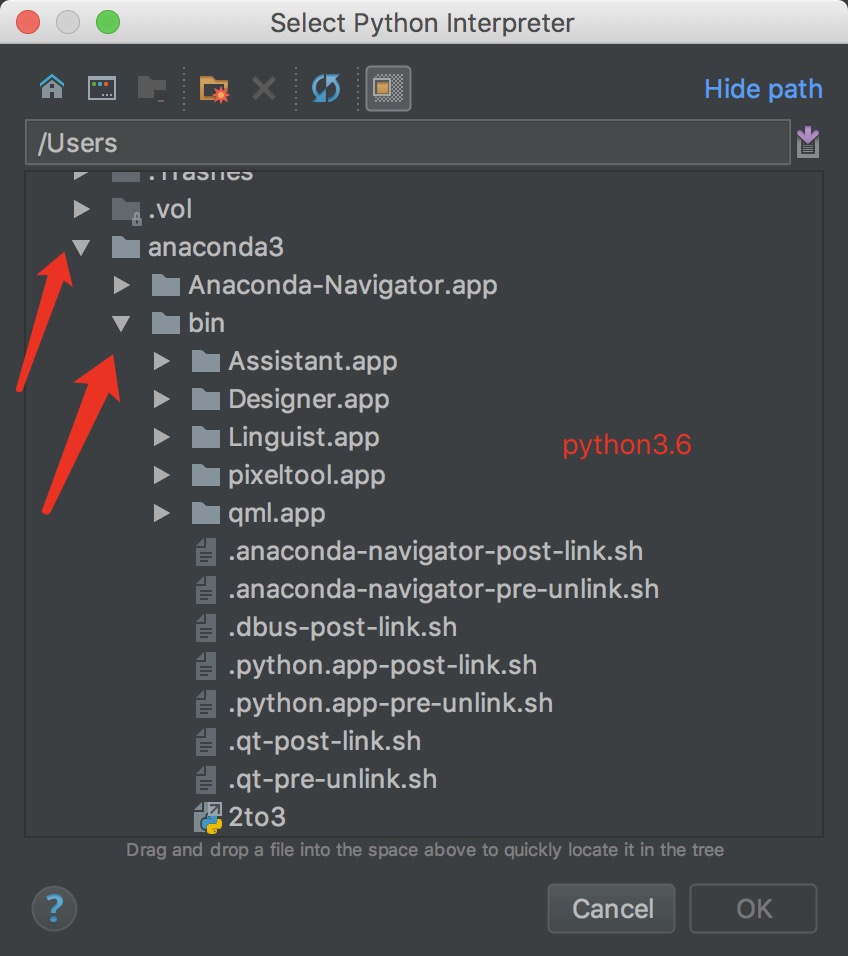 Select Python Interpreter
Hide path
/Users
.Trashes
.vol
anaconda3
Anaconda-Navigator.app
bin
Assistant.app
Designer.app
Linguist.app
python3.6
pixeltool.app
qml.app
.anaconda-navigator-post-link.sh
.anaconda-navigator-pre-unlink.sh
.dbus-post-link.sh
.python.app-post-link.sh
.python.app-pre-unlink.sh
.qt-post-link.sh
.qt-pre-unlink.sh
2to3
Drag and drop a file into the space above to quickly locate it in the tree
?
Cancel
OK